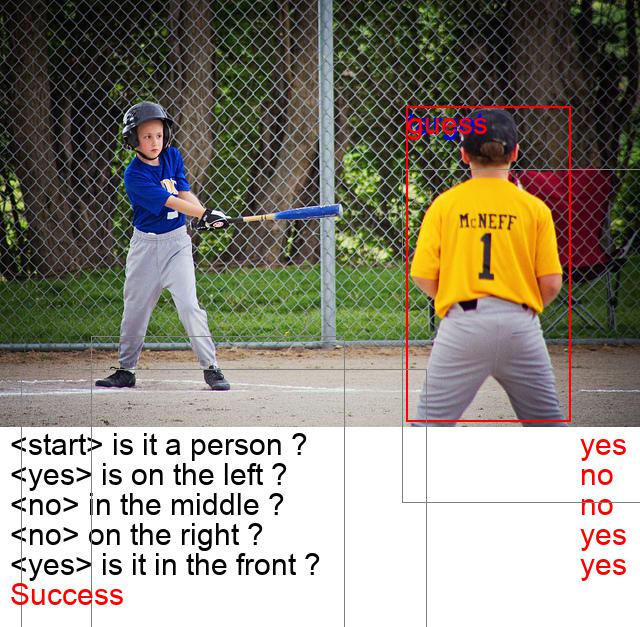 guess
McNEFF
1
<start> is it a person ? yes
<yes> is on the left ? no
<no> in the middle ? no
<no> on the right ? yes
<yes> is it in the front ? yes
Success